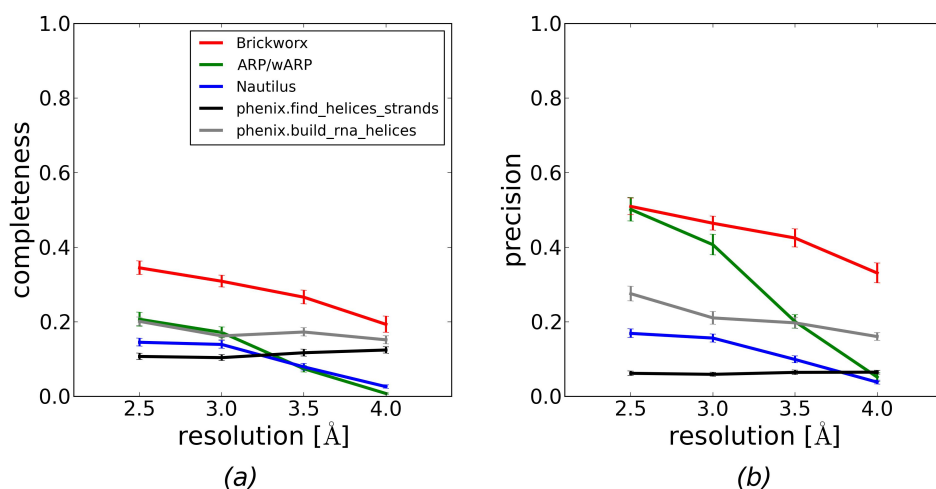 1.0
0.8
0.6
0.4
0.2
0.0
completeness
Brickworx
ARP/wARP
Nautilus
phenix.find_helices_strands
phenix.build_rna_helices
2.5 3.0 3.5 4.0
resolution [Å]
(a)
1.0
0.8
0.6
0.4
0.2
0.0
precision
2.5 3.0 3.5 4.0
resolution [Å]
(b)